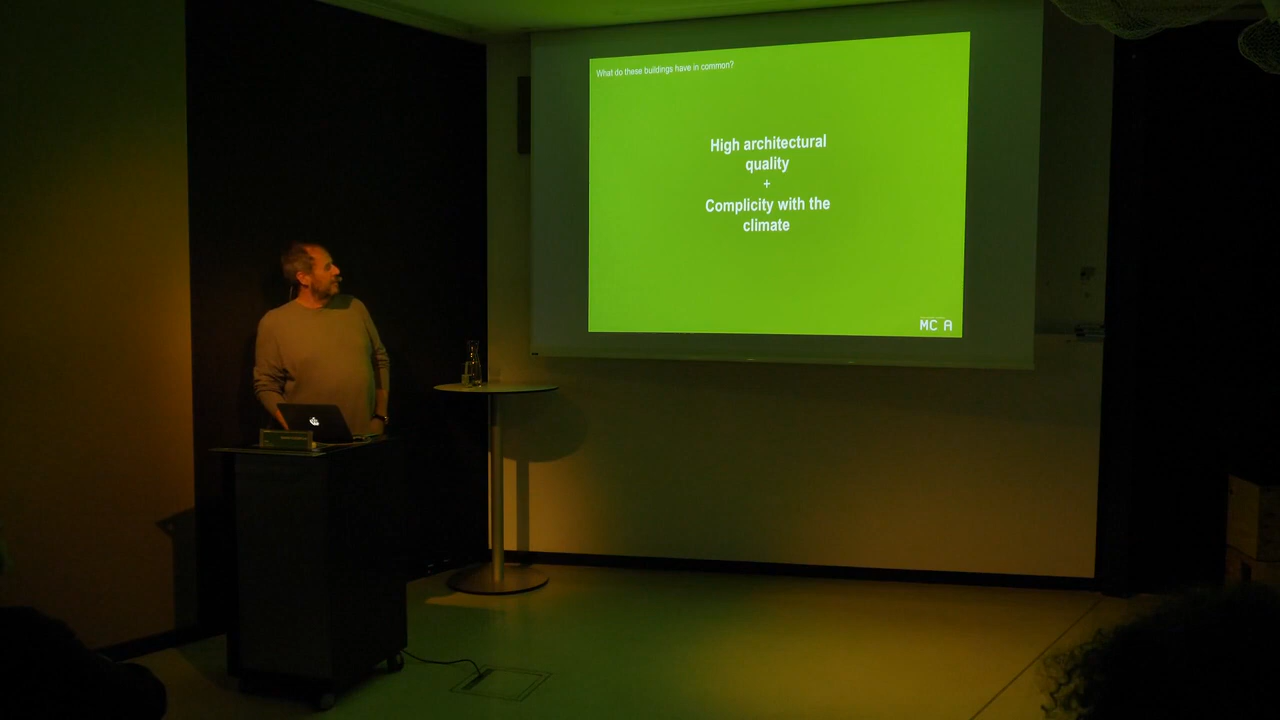 What do these buildings have in common?
High architectural
quality
+
Complicity with the
climate
MC A